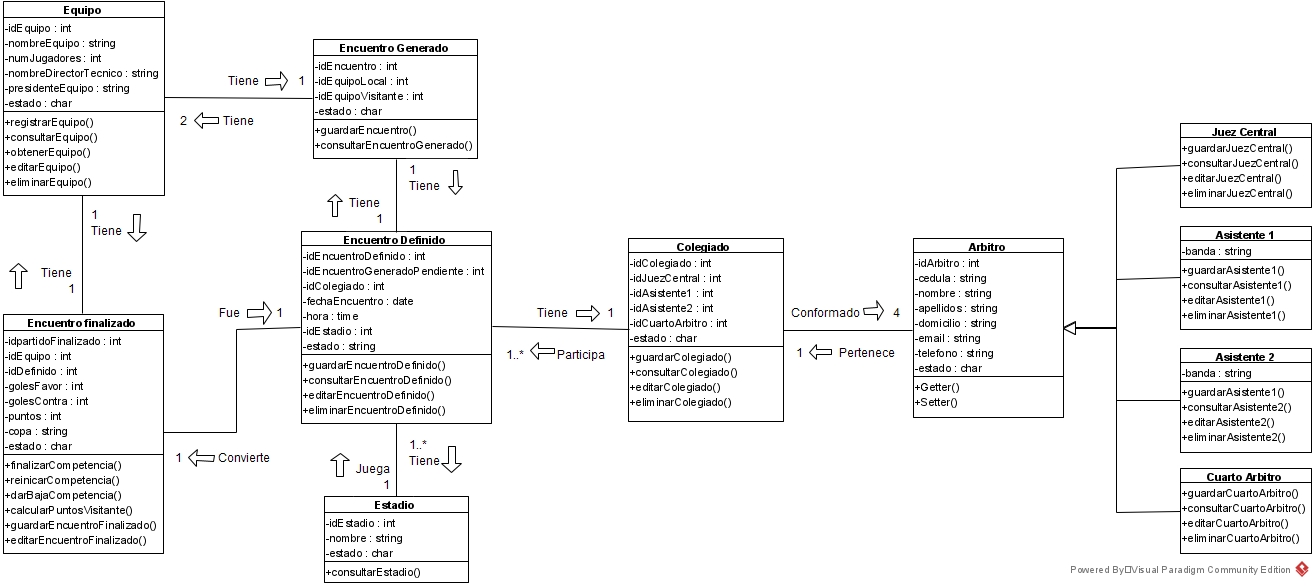 Equipo
-idEquipo : int
-nombreEquipo : string
-numJugadores : int
-nombreDirectorTecnico : string
-presidenteEquipo : string
-estado : char
+registrarEquipo()
+consultarEquipo()
+obtenerEquipo()
+editarEquipo()
+eliminarEquipo()
Tiene
1
2
Tiene
Encuentro Generado
-idEncuentro : int
-idEquipoLocal : int
-idEquipoVisitante : int
-estado : char
+guardarEncuentro()
+consultarEncuentroGenerado()
1
Tiene
Tiene
1
1
Tiene
Tiene
1
Encuentro finalizado
-idpartidoFinalizado : int
-idEquipo : int
-idDefinido : int
-golesFavor : int
-golesContra : int
-puntos : int
-copa : string
-estado : char
+finalizarCompetencia()
+reinicarCompetencia()
+darBajaCompetencia()
+calcularPuntosVisitante()
+guardarEncuentroFinalizado()
+editarEncuentroFinalizado()
Fue
1
1
Convierte
Encuentro Definido
-idEncuentroDefinido : int
-idEncuentroGeneradoPendiente : int
-idColegiado : int
-fechaEncuentro : date
-hora : time
-idEstadio : int
-estado : string
+guardarEncuentroDefinido()
+consultarEncuentroDefinido()
+editarEncuentroDefinido()
+eliminarEncuentroDefinido()
1..*
Tiene
Juega
1
Estadio
-idEstadio : int
-nombre : string
-estado : char
+consultarEstadio()
Tiene
1
1..*
Participa
Colegiado
-idColegiado : int
-idJuezCentral : int
-idAsistente1 : int
-idAsistente2 : int
-idCuartoArbitro : int
-estado : char
+guardarColegiado()
+consultarColegiado()
+editarColegiado()
+eliminarColegiado()
Conformado
4
1
Pertenece
Arbitro
-idArbitro : int
-cedula : string
-nombre : string
-apellidos : string
-domicilio : string
-email : string
-telefono : string
-estado : char
+Getter()
+Setter()
Juez Central
+guardarJuezCentral()
+consultarJuezCentral()
+editarJuezCentral()
+eliminarJuezCentral()
Asistente 1
-banda : string
+guardarAsistente1()
+consultarAsistente1()
+editarAsistente1()
+eliminarAsistente1()
Asistente 2
-banda : string
+guardarAsistente1()
+consultarAsistente2()
+editarAsistente2()
+eliminarAsistente2()
Cuarto Arbitro
+guardarCuartoArbitro()
+consultarCuartoArbitro()
+editarCuartoArbitro()
+eliminarCuartoArbitro()
Powered By Visual Paradigm Community Edition